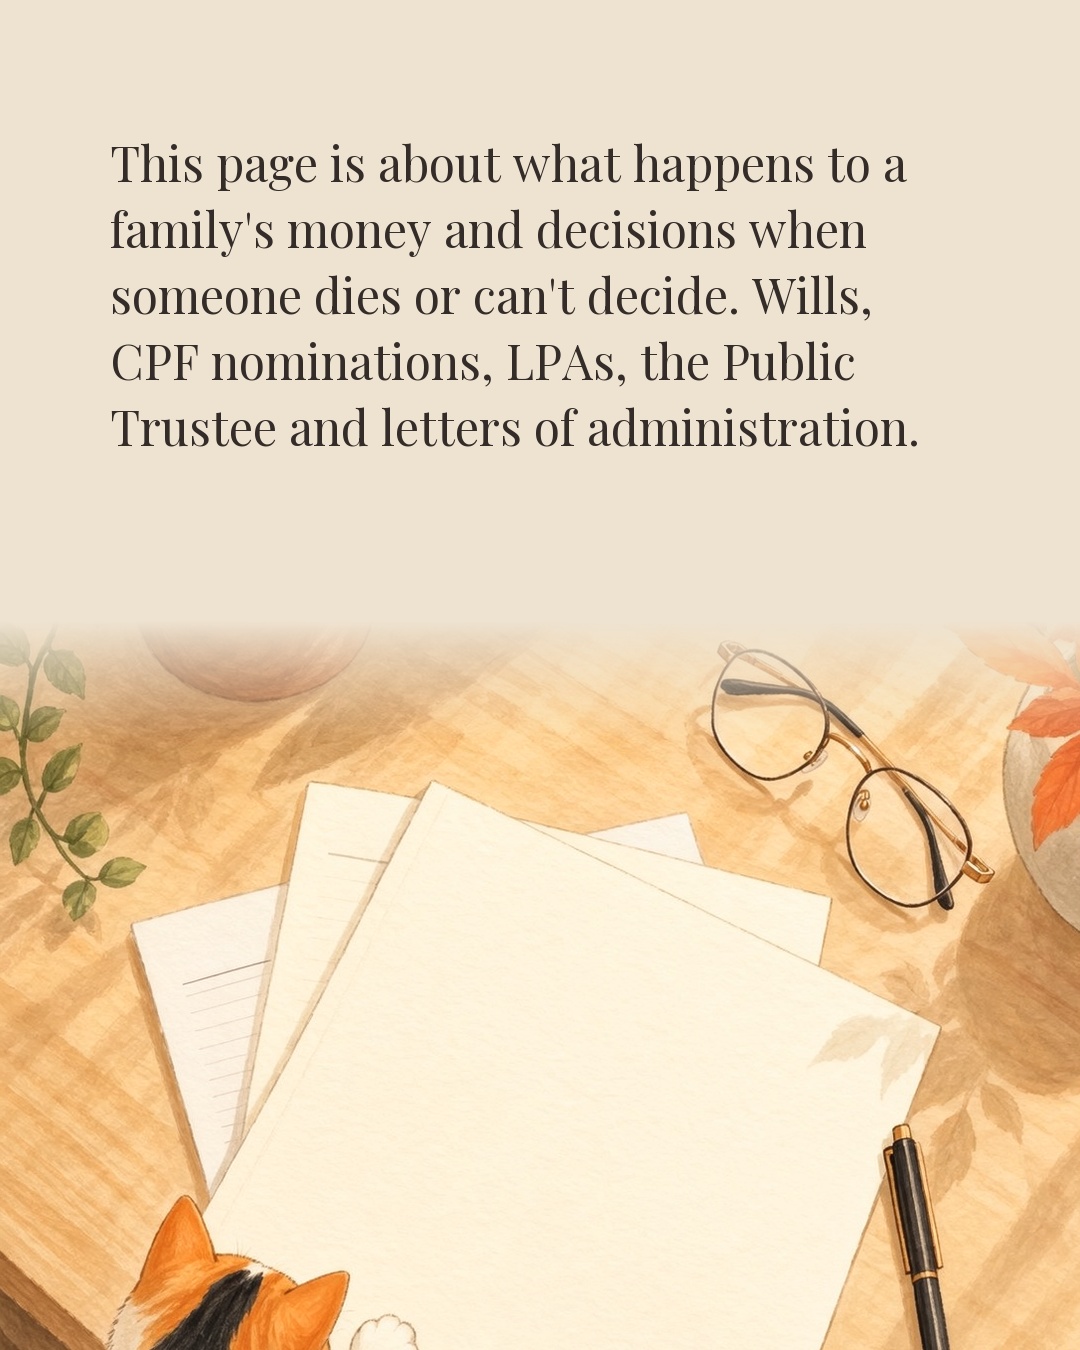 This page is about what happens to a
family's money and decisions when
someone dies or can't decide. Wills,
CPF nominations, LPAs, the Public
Trustee and letters of administration.